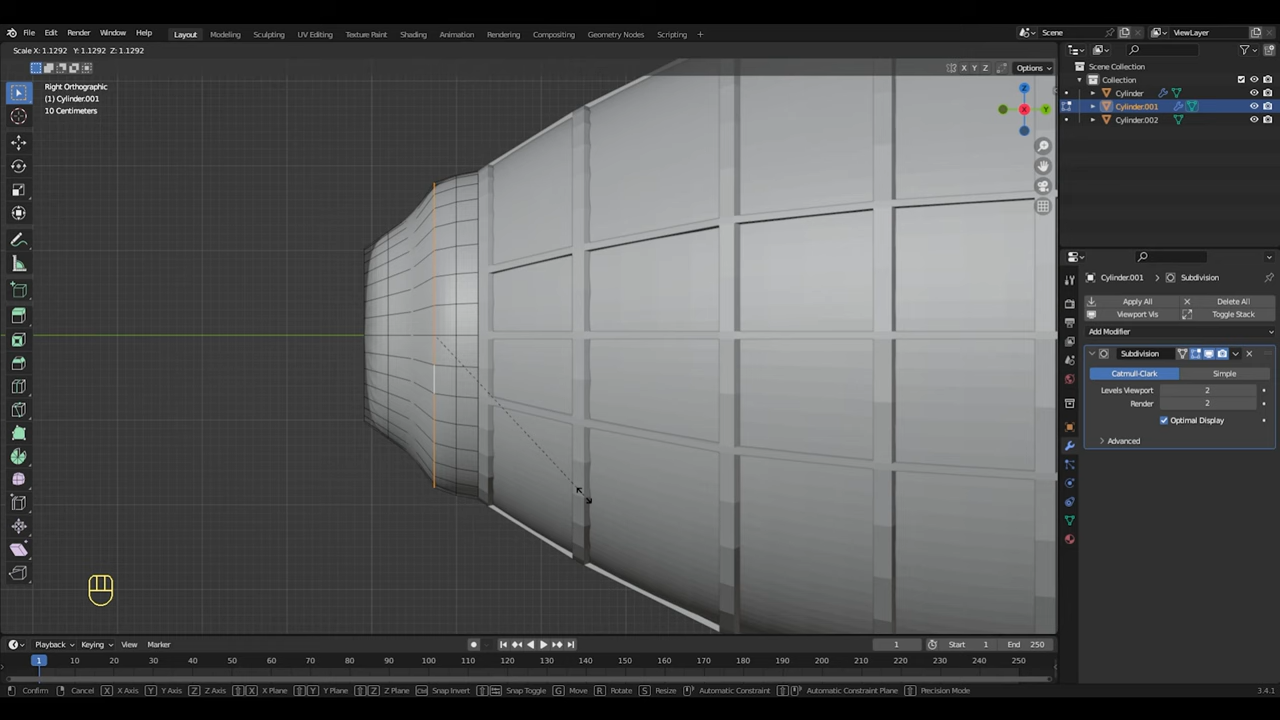 File Edit Render Window Help Layout Modeling Sculpting UV Editing Texture Paint Shading Animation Rendering Compositing Geometry Nodes Scripting + Scene ViewLayer
Scale X: 1.1292 Y: 1.1292 Z: 1.1292
X Y Z Options
Right Orthographic
(1) Cylinder.001
10 Centimeters
Z
X
Y
Scene Collection
Collection
Cylinder
Cylinder.001
Cylinder.002
Cylinder.001 > Subdivision
Apply All Delete All
Viewport Vis Toggle Stack
Add Modifier
Subdivision
Catmull-Clark Simple
Levels Viewport 2
Render 2
Optimal Display
Advanced
Playback Keying View Marker 1 Start 1 End 250
1 10 20 30 40 50 60 70 80 90 100 110 120 130 140 150 160 170 180 190 200 210 220 230 240 250
Confirm Cancel X X Axis Y Y Axis Z Z Axis X X Plane Y Y Plane Z Z Plane Snap Invert Snap Toggle G Move R Rotate S Resize Automatic Constraint Automatic Constraint Plane Precision Mode 3.4.1